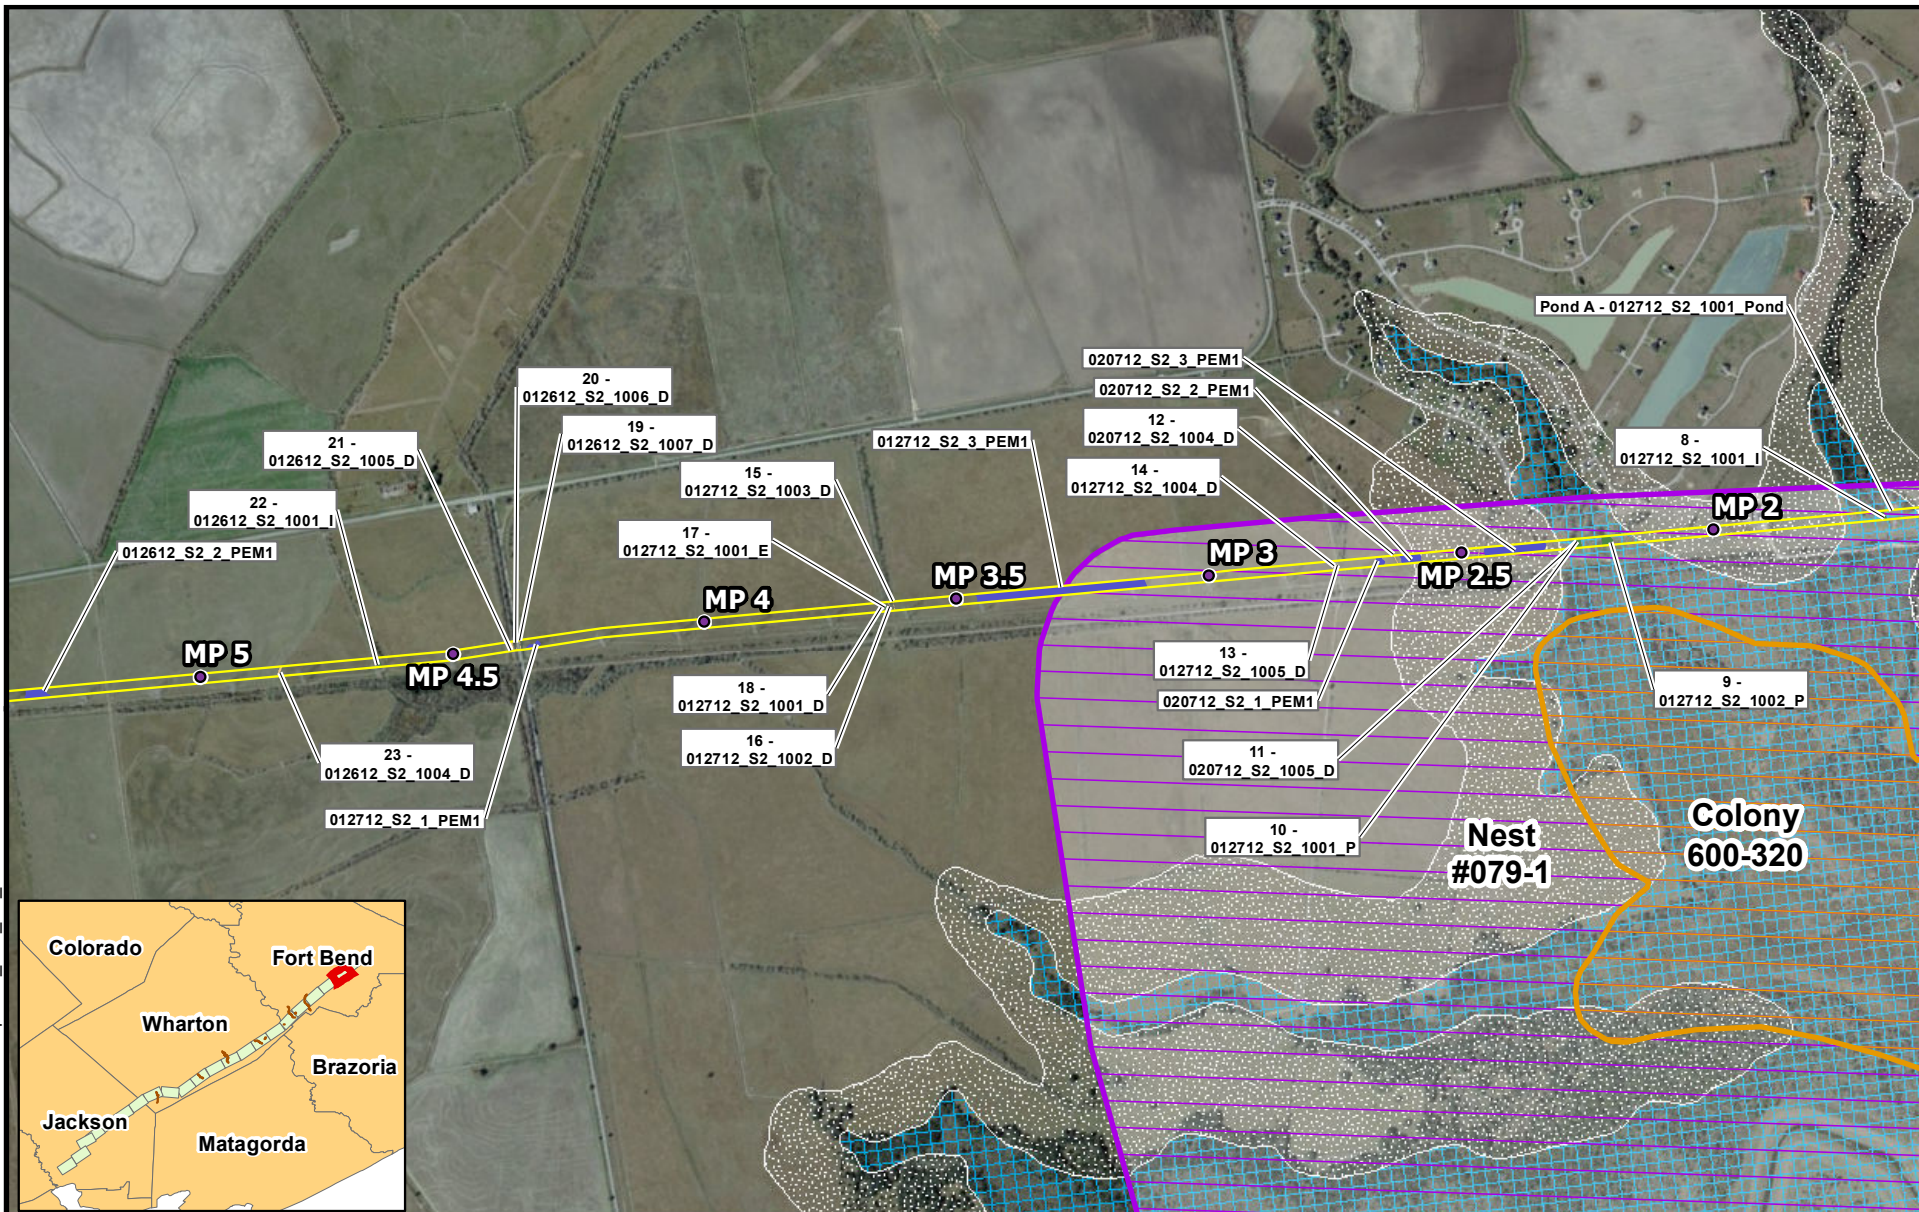 Pond A - 012712_S2_1001_Pond
020712_S2_3_PEM1
020712_S2_2_PEM1
20 -
012612_S2_1006_D
12 -
020712_S2_1004_D
19 -
012612_S2_1007_D
21 -
012612_S2_1005_D
012712_S2_3_PEM1
8 -
012712_S2_1001_I
15 -
012712_S2_1003_D
14 -
012712_S2_1004_D
22 -
012612_S2_1001_I
17 -
012712_S2_1001_E
012612_S2_2_PEM1
MP 2
MP 3
MP 2.5
MP 3.5
MP 4
MP 5
MP 4.5
13 -
012712_S2_1005_D
18 -
012712_S2_1001_D
020712_S2_1_PEM1
9 -
012712_S2_1002_P
16 -
012712_S2_1002_D
23 -
012612_S2_1004_D
11 -
020712_S2_1005_D
012712_S2_1_PEM1
10 -
012712_S2_1001_P
Nest
#079-1
Colony
600-320
Colorado
Fort Bend
Wharton
Brazoria
Jackson
Matagorda